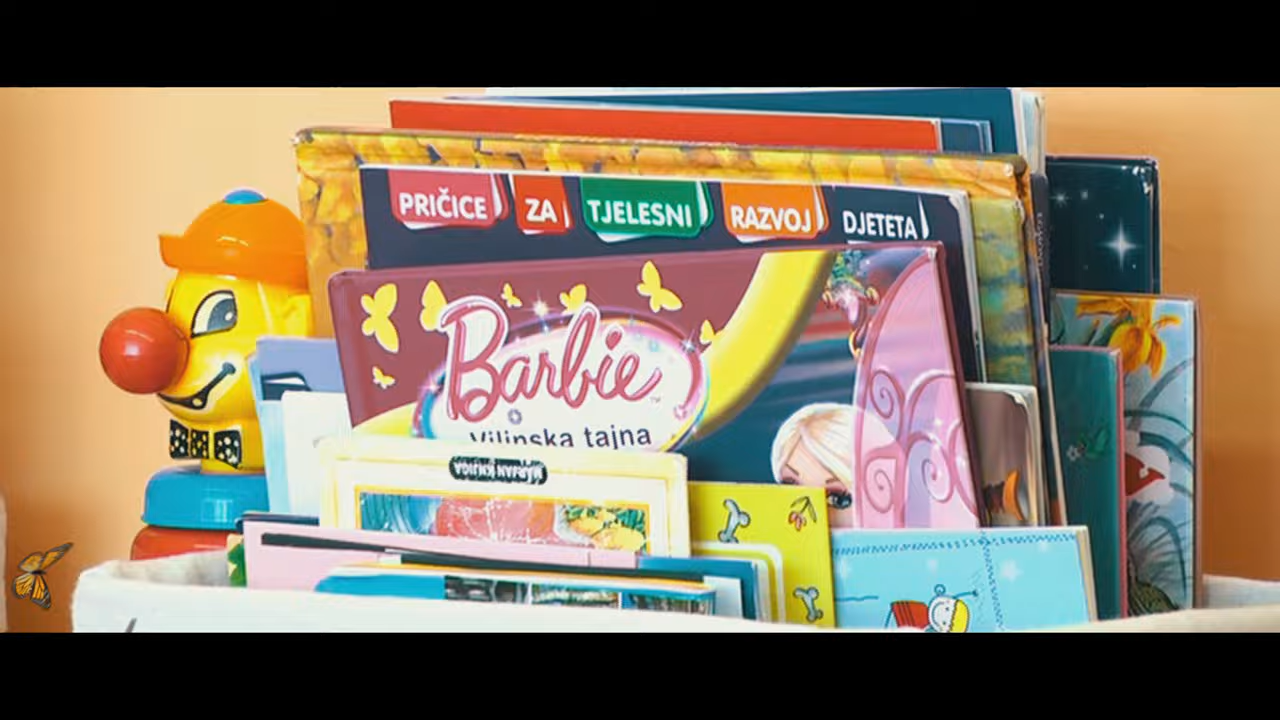 PRIČICE ZA TJELESNI RAZVOJ DJETETA
Barbie
Vilinska tajna
MARJAN KNJIGA